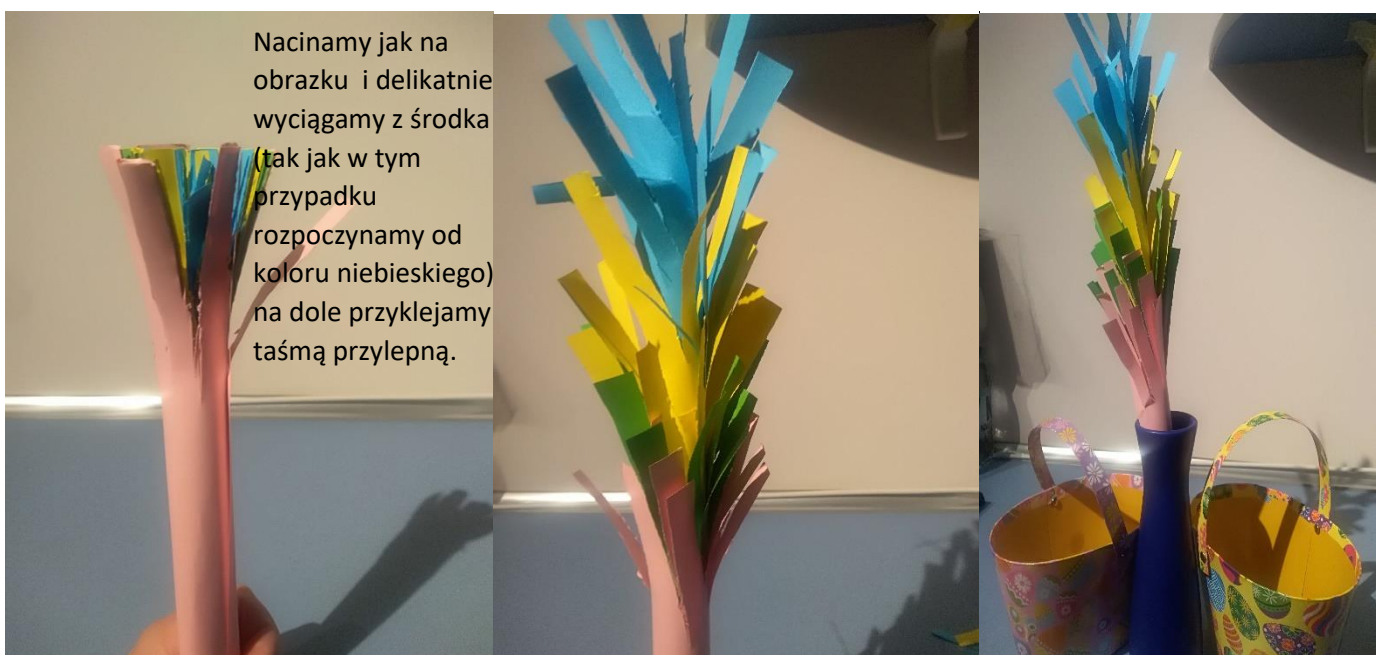 Nacinamy jak na
obrazku i delikatnie
wyciągamy z środka
(tak jak w tym
przypadku
rozpoczynamy od
koloru niebieskiego)
na dole przyklejamy
taśmą przylepną.